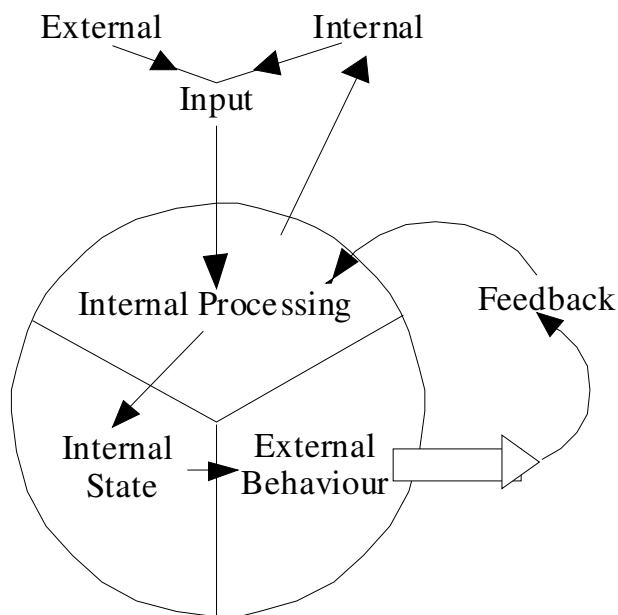 External
Internal
Input
Internal Processing
Feedback
Internal
State
External
Behaviour